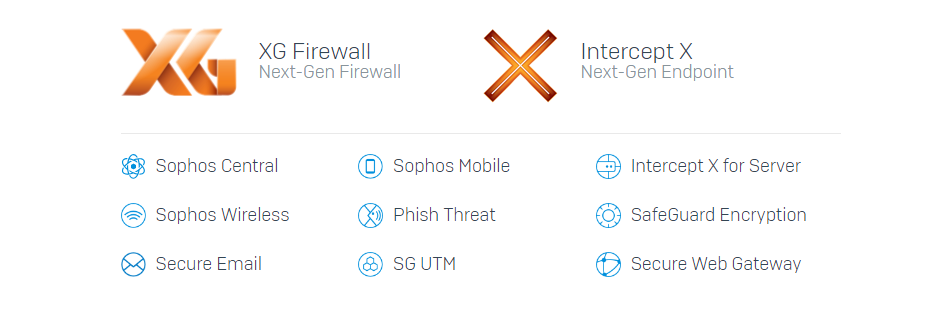 XG
XG Firewall
Next-Gen Firewall
X
Intercept X
Next-Gen Endpoint
Sophos Central
Sophos Mobile
Intercept X for Server
Sophos Wireless
Phish Threat
SafeGuard Encryption
Secure Email
SG UTM
Secure Web Gateway